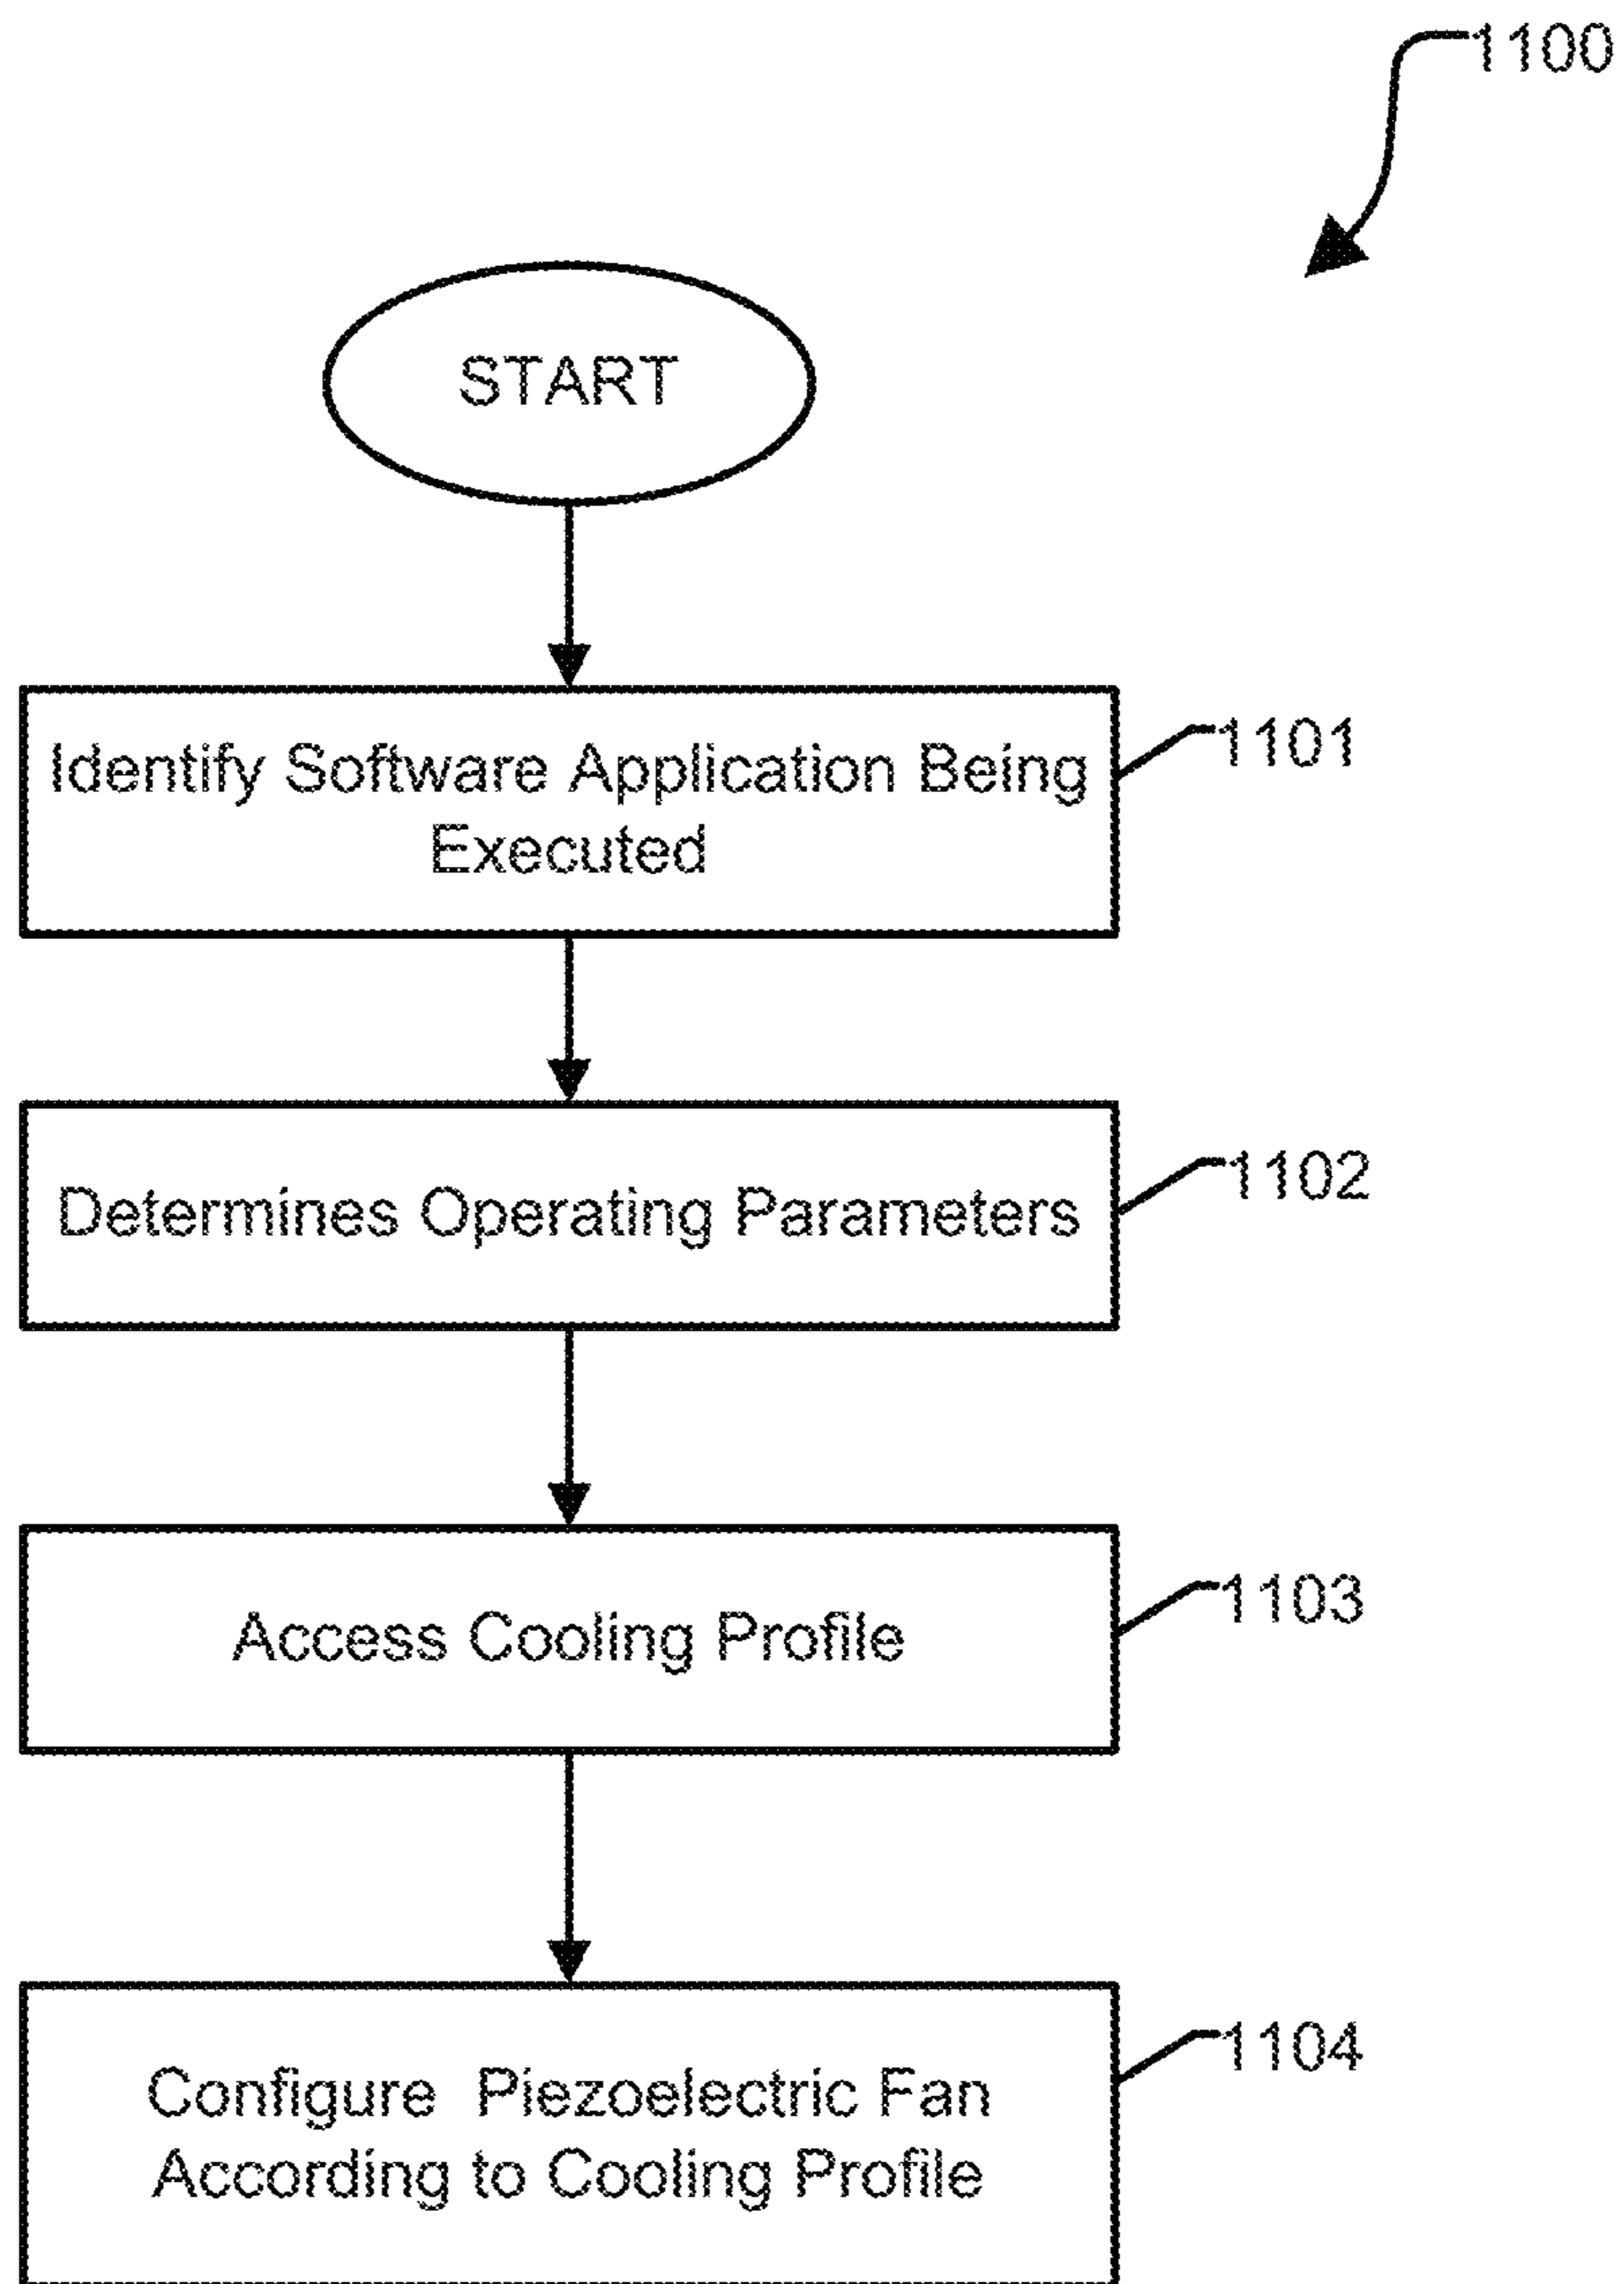 1100
START
Identify Software Application Being
Executed
1101
Determines Operating Parameters
1102
Access Cooling Profile
1103
Configure Piezoelectric Fan
According to Cooling Profile
1104